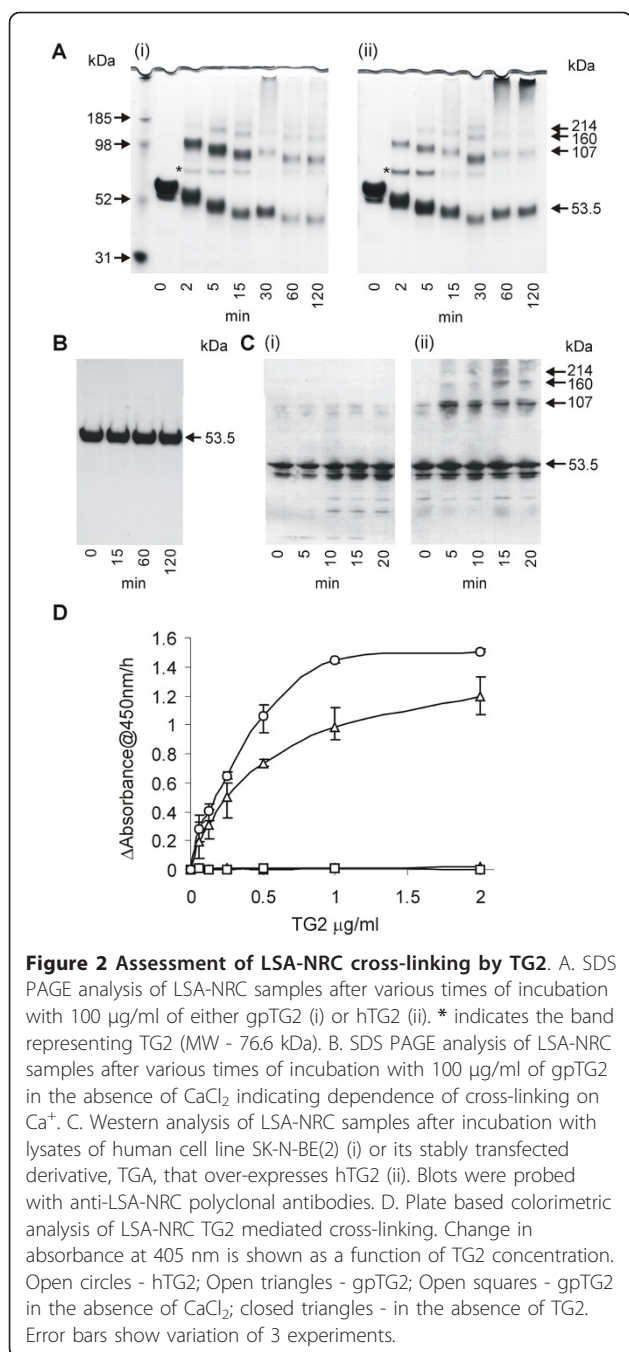 A (i) (ii)
kDa kDa
185
98
52
31
*
*
214
160
107
53.5
0 2 5 15 30 60 120 0 2 5 15 30 60 120
min min
B kDa C (i) (ii) kDa
53.5
214
160
107
53.5
0 15 60 120 0 5 10 15 20 0 5 10 15 20
min min min
D
ΔAbsorbance@450nm/h
1.6
1.4
1.2
1
0.8
0.6
0.4
0.2
0
0 0.5 1 1.5 2
TG2 µg/ml
Figure 2 Assessment of LSA-NRC cross-linking by TG2. A. SDS
PAGE analysis of LSA-NRC samples after various times of incubation
with 100 µg/ml of either gpTG2 (i) or hTG2 (ii). * indicates the band
representing TG2 (MW - 76.6 kDa). B. SDS PAGE analysis of LSA-NRC
samples after various times of incubation with 100 µg/ml of gpTG2
in the absence of CaCl₂ indicating dependence of cross-linking on
Ca⁺. C. Western analysis of LSA-NRC samples after incubation with
lysates of human cell line SK-N-BE(2) (i) or its stably transfected
derivative, TGA, that over-expresses hTG2 (ii). Blots were probed
with anti-LSA-NRC polyclonal antibodies. D. Plate based colorimetric
analysis of LSA-NRC TG2 mediated cross-linking. Change in
absorbance at 405 nm is shown as a function of TG2 concentration.
Open circles - hTG2; Open triangles - gpTG2; Open squares - gpTG2
in the absence of CaCl₂; closed triangles - in the absence of TG2.
Error bars show variation of 3 experiments.